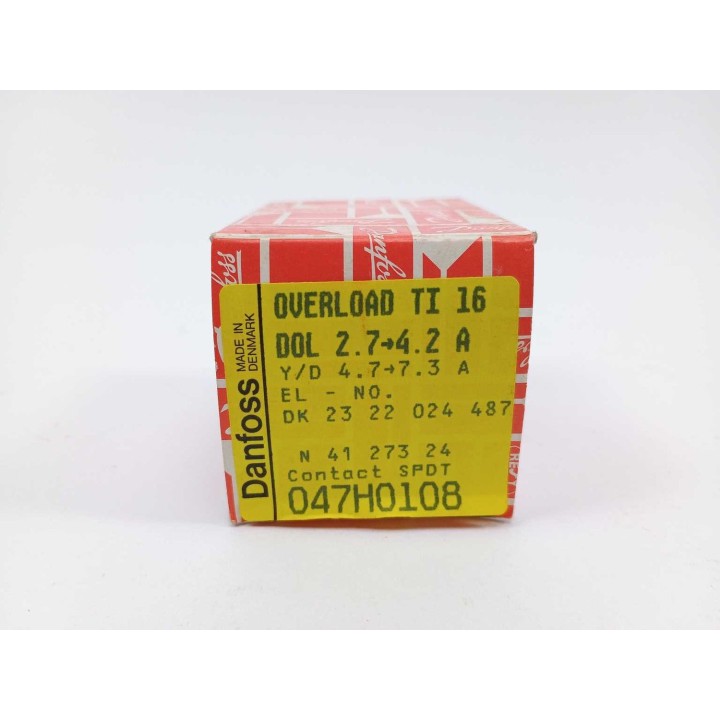 Danfoss
MADE IN
DENMARK
OVERLOAD TI 16
DOL 2.7→4.2 A
Y/D 4.7→7.3 A
EL - NO.
DK 23 22 024 487
N 41 273 24
Contact SPDT
047H0108